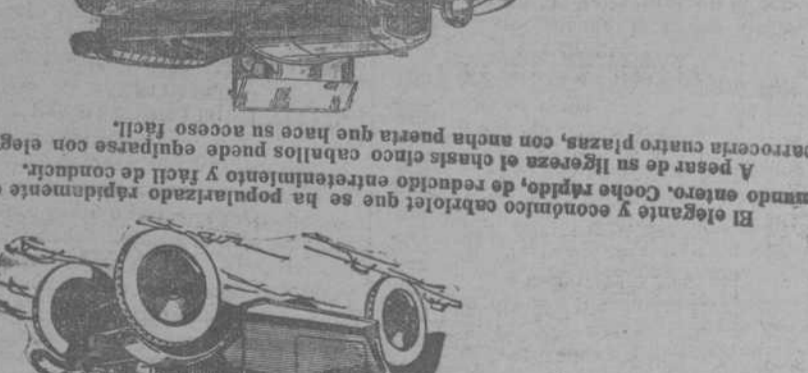 El elegante y económico cabriolet que se ha popularizado rápidamente
mundo entero. Coche rápido, de reducido entretenimiento y fácil de conducir.
A pesar de su ligereza el chasis cinco caballos puede equiparse con eleg
carrocería cuatro plazas, con ancha puerta que hace su acceso fácil.